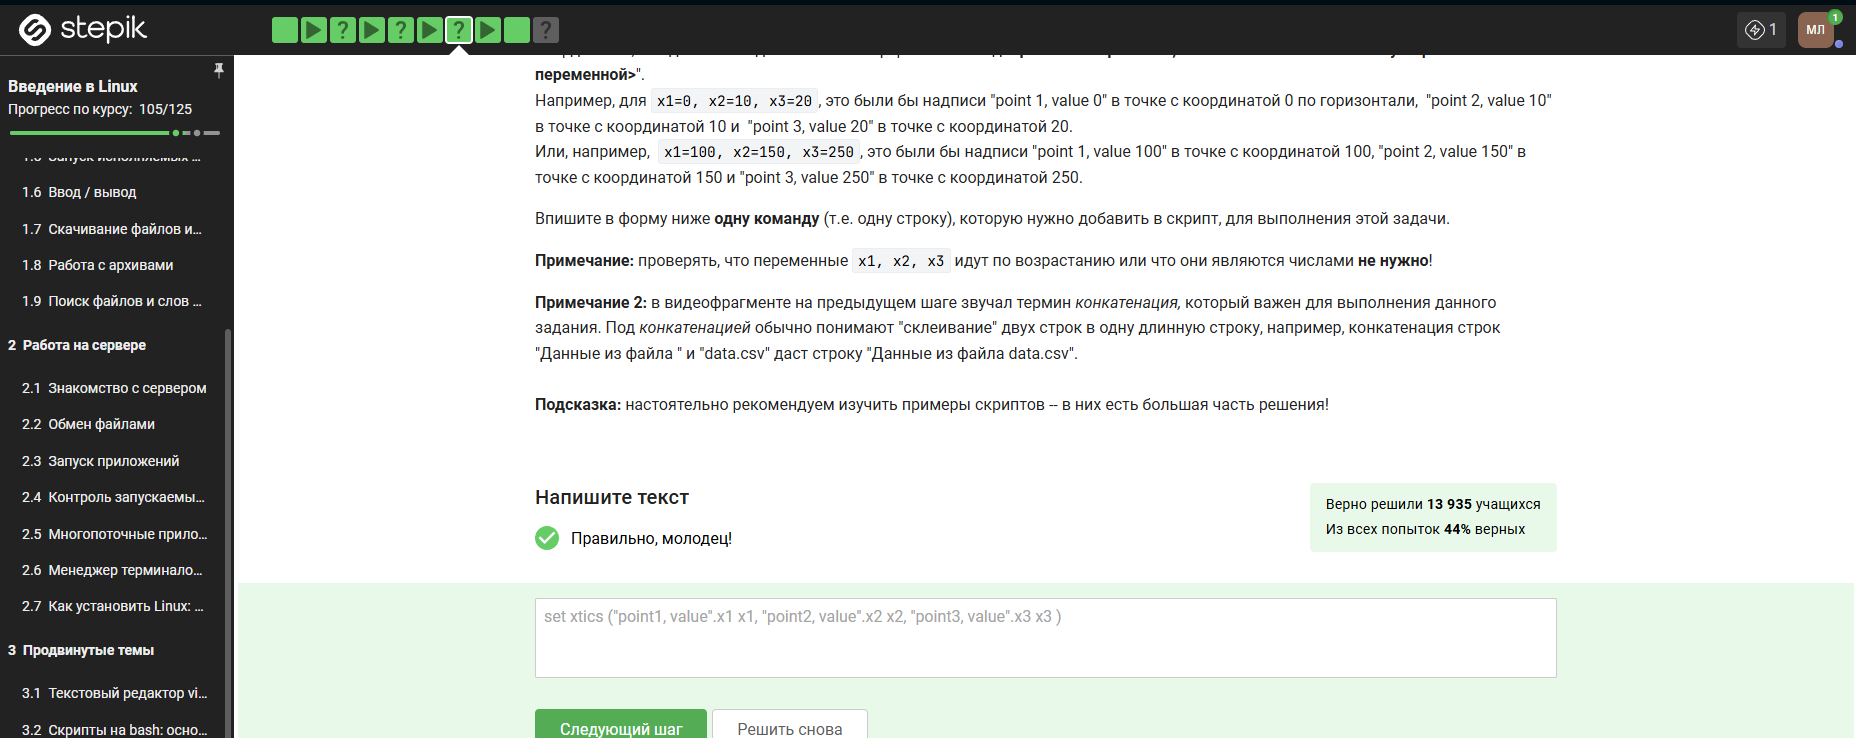 stepik
? ? ? ?
1
МЛ
1
Введение в Linux
Прогресс по курсу: 105/125
1.6 Ввод / вывод
1.7 Скачивание файлов и...
1.8 Работа с архивами
1.9 Поиск файлов и слов ...
2 Работа на сервере
2.1 Знакомство с сервером
2.2 Обмен файлами
2.3 Запуск приложений
2.4 Контроль запускаемы...
2.5 Многопоточные прило...
2.6 Менеджер терминало...
2.7 Как установить Linux: ...
3 Продвинутые темы
3.1 Текстовый редактор vi...
3.2 Скрипты на bash: осно...
переменной>".
Например, для x1=0, x2=10, x3=20 , это были бы надписи "point 1, value 0" в точке с координатой 0 по горизонтали, "point 2, value 10"
в точке с координатой 10 и "point 3, value 20" в точке с координатой 20.
Или, например, x1=100, x2=150, x3=250 , это были бы надписи "point 1, value 100" в точке с координатой 100, "point 2, value 150" в
точке с координатой 150 и "point 3, value 250" в точке с координатой 250.
Впишите в форму ниже одну команду (т.е. одну строку), которую нужно добавить в скрипт, для выполнения этой задачи.
Примечание: проверять, что переменные x1, x2, x3 идут по возрастанию или что они являются числами не нужно!
Примечание 2: в видеофрагменте на предыдущем шаге звучал термин конкатенация, который важен для выполнения данного
задания. Под конкатенацией обычно понимают "склеивание" двух строк в одну длинную строку, например, конкатенация строк
"Данные из файла " и "data.csv" даст строку "Данные из файла data.csv".
Подсказка: настоятельно рекомендуем изучить примеры скриптов -- в них есть большая часть решения!
Напишите текст
Правильно, молодец!
Верно решили 13 935 учащихся
Из всех попыток 44% верных
set xtics ("point1, value".x1 x1, "point2, value".x2 x2, "point3, value".x3 x3 )
Следующий шаг
Решить снова